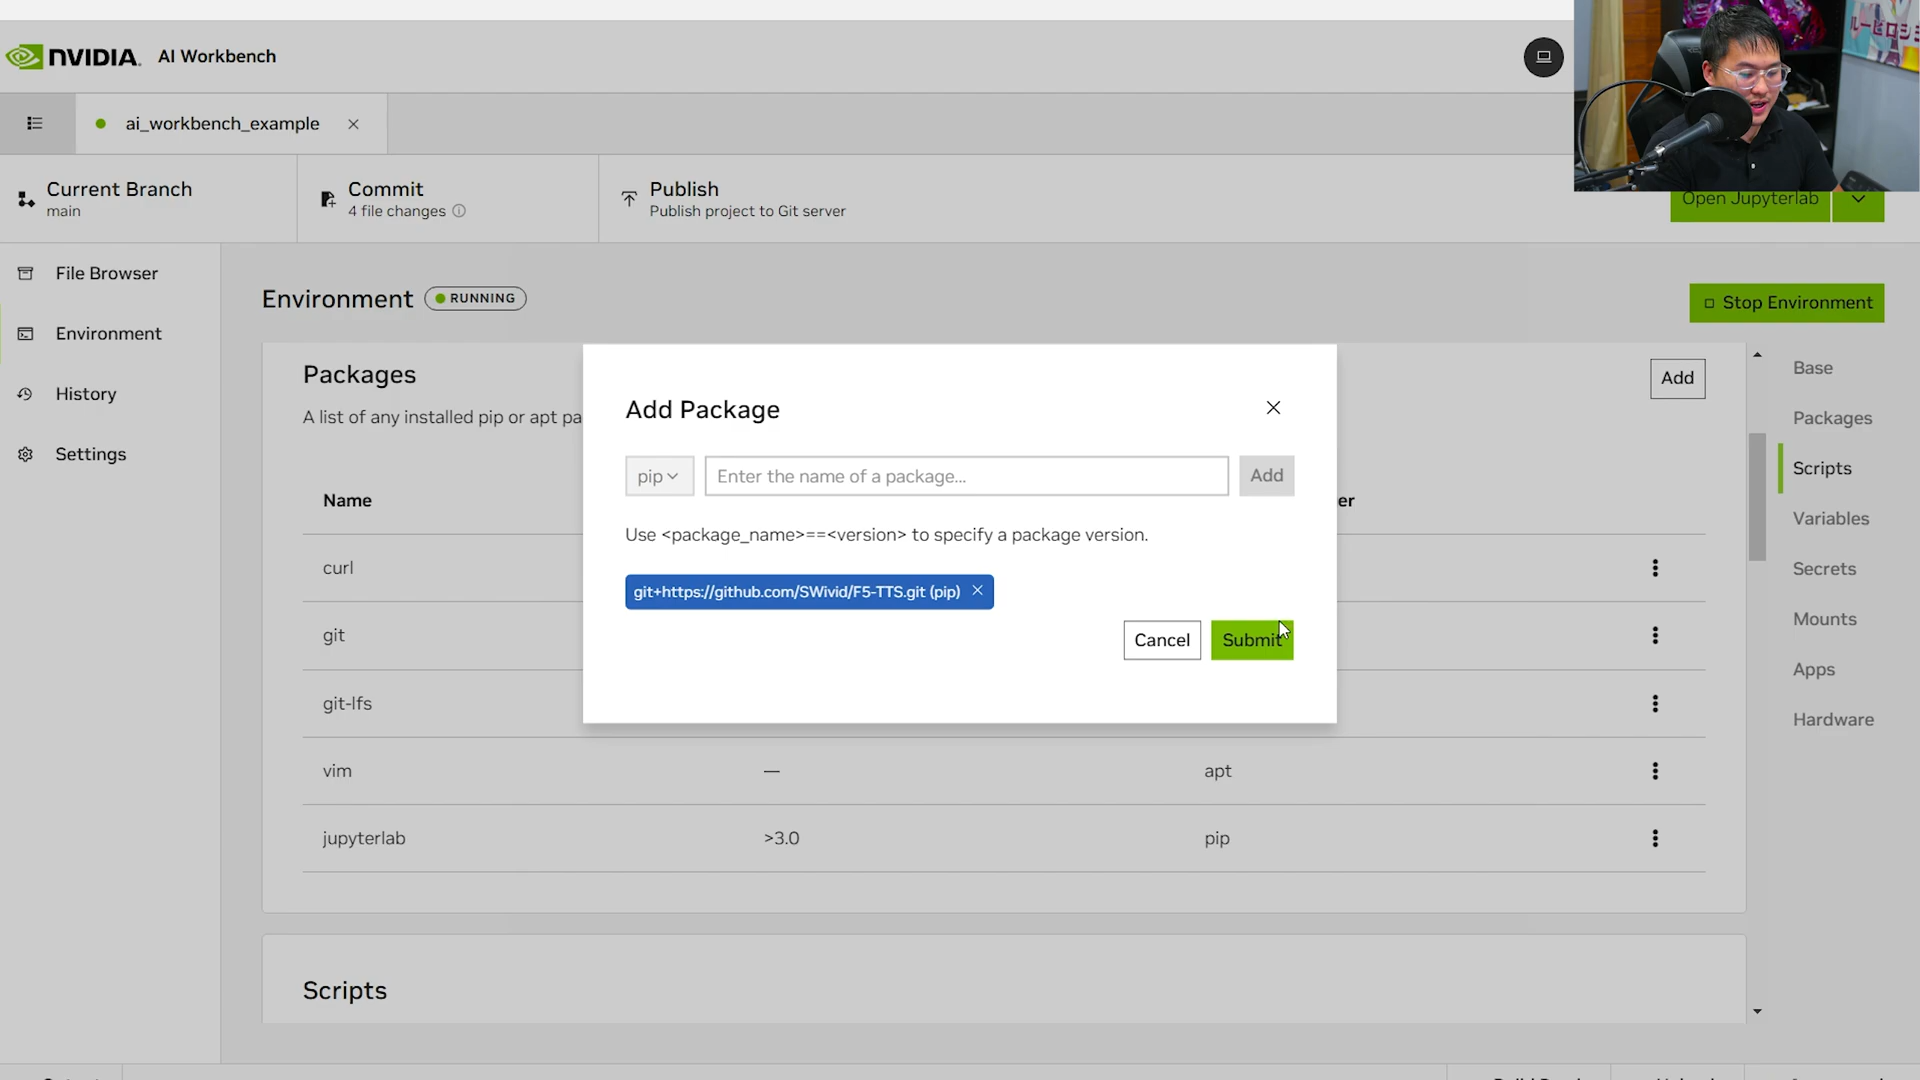 NVIDIA. AI Workbench
ai_workbench_example
Current Branch
main
Commit
4 file changes
Publish
Publish project to Git server
Open Jupyterlab
File Browser
Environment
History
Settings
Environment RUNNING
Stop Environment
Packages
Add
A list of any installed pip or apt pa
Name
er
curl
git
git-lfs
vim — apt
jupyterlab >3.0 pip
Scripts
Add Package
pip Enter the name of a package... Add
Use <package_name>==<version> to specify a package version.
git+https://github.com/SWivid/F5-TTS.git (pip)
Cancel Submit
Base
Packages
Scripts
Variables
Secrets
Mounts
Apps
Hardware